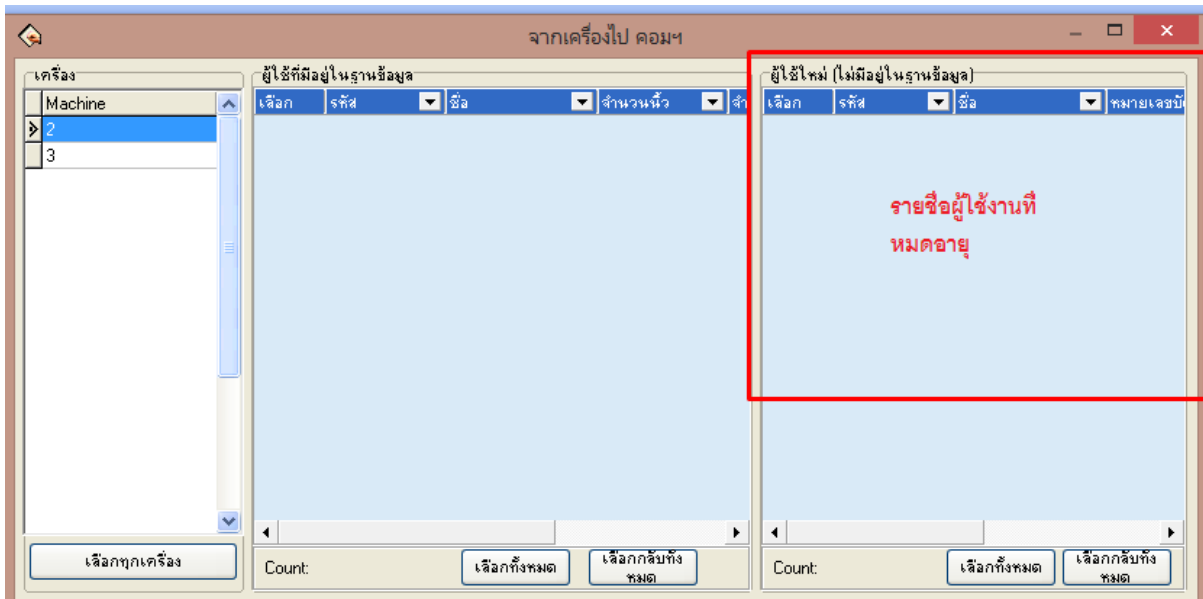 จากเครื่องไป คอมฯ
เครื่อง
Machine
2
3
เลือกทุกเครื่อง
ผู้ใช้ที่มีอยู่ในฐานข้อมูล
เลือก รหัส ชื่อ จำนวนนิ้ว
Count: เลือกทั้งหมด เลือกกลับทั้ง
หมด
ผู้ใช้ใหม่ (ไม่มีอยู่ในฐานข้อมูล)
เลือก รหัส ชื่อ หมายเลขบั
รายชื่อผู้ใช้งานที่
หมดอายุ
Count: เลือกทั้งหมด เลือกกลับทั้ง
หมด